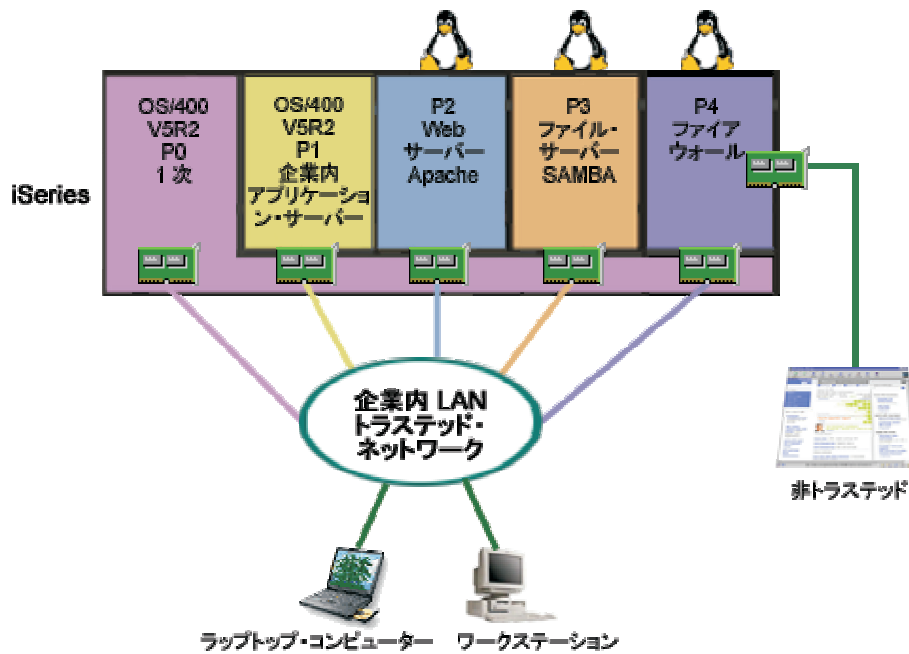 OS/400
V5R2
P0
1 次
OS/400
V5R2
P1
企業内
アプリケーショ
ン・サーバー
P2
Web
サーバー
Apache
P3
ファイル・
サーバー
SAMBA
P4
ファイア
ウォール
iSeries
企業内 LAN
トラステッド・
ネットワーク
非トラステッド
ラップトップ・コンピューター
ワークステーション